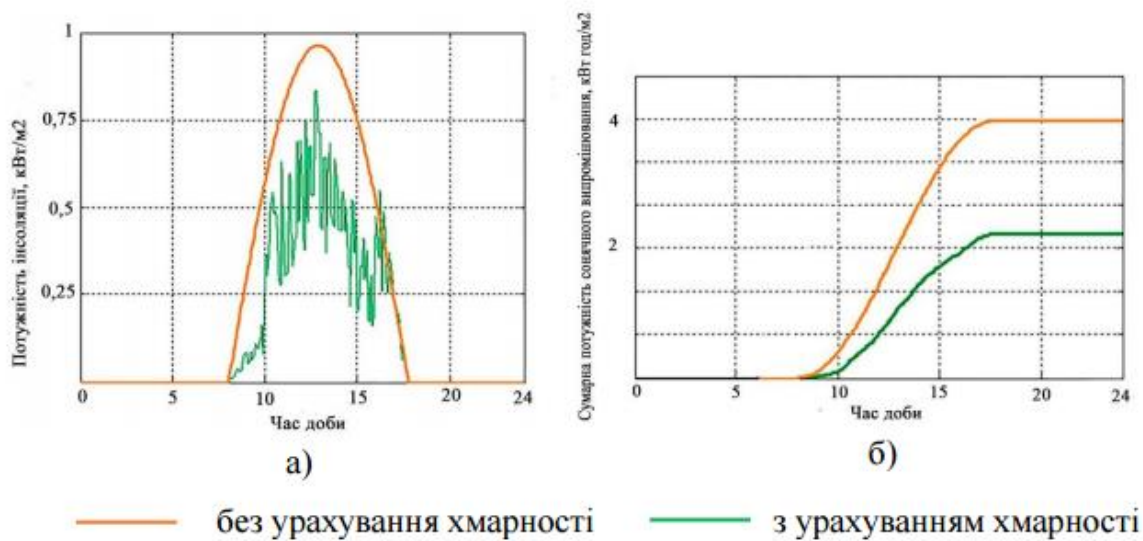 Потужність інсоляції, кВт/м2
1
0,75
0,5
0,25
0 5 10 15 20 24
Час доби
а)
Сумарна потужність сонячного випромінювання, кВт год/м2
4
2
0 5 10 15 20 24
Час доби
б)
без урахування хмарності
з урахуванням хмарності